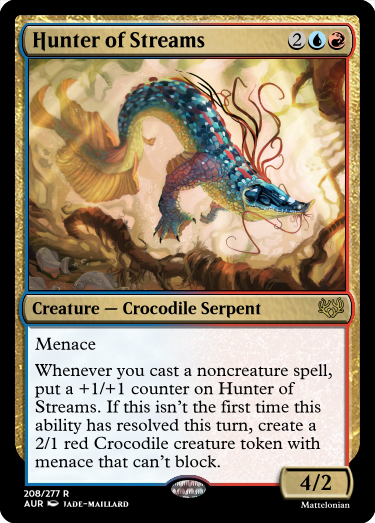 Hunter of Streams 2
Creature — Crocodile Serpent
Menace
Whenever you cast a noncreature spell,
put a +1/+1 counter on Hunter of
Streams. If this isn't the first time this
ability has resolved this turn, create a
2/1 red Crocodile creature token with
menace that can't block.
4/2
208/277 R
AUR JADE-MAILLARD
Mattelonian